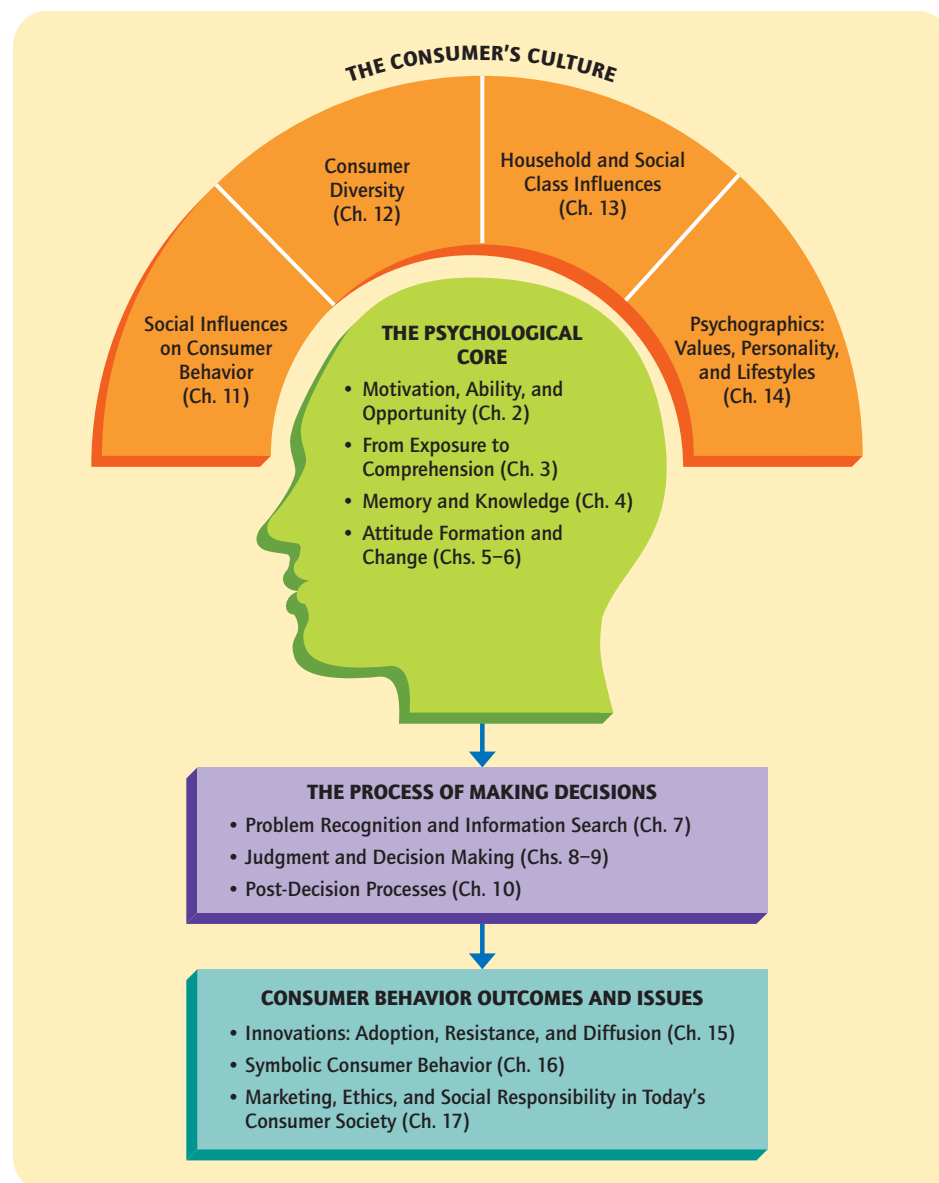 THE CONSUMER'S CULTURE
Social Influences
on Consumer
Behavior
(Ch. 11)
Consumer
Diversity
(Ch. 12)
Household and Social
Class Influences
(Ch. 13)
Psychographics:
Values, Personality,
and Lifestyles
(Ch. 14)
THE PSYCHOLOGICAL
CORE
• Motivation, Ability, and
Opportunity (Ch. 2)
• From Exposure to
Comprehension (Ch. 3)
• Memory and Knowledge (Ch. 4)
• Attitude Formation and
Change (Chs. 5–6)
THE PROCESS OF MAKING DECISIONS
• Problem Recognition and Information Search (Ch. 7)
• Judgment and Decision Making (Chs. 8–9)
• Post-Decision Processes (Ch. 10)
CONSUMER BEHAVIOR OUTCOMES AND ISSUES
• Innovations: Adoption, Resistance, and Diffusion (Ch. 15)
• Symbolic Consumer Behavior (Ch. 16)
• Marketing, Ethics, and Social Responsibility in Today's
Consumer Society (Ch. 17)